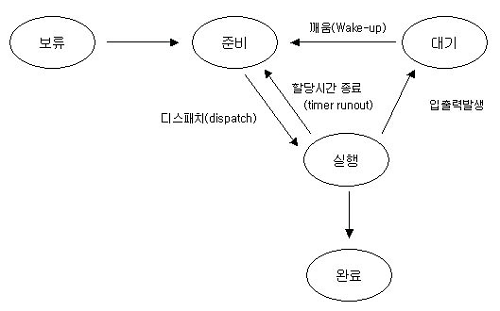 보류
준비
깨움(Wake-up)
대기
할당시간 종료
(timer runout)
입출력발생
디스패치(dispatch)
실행
완료